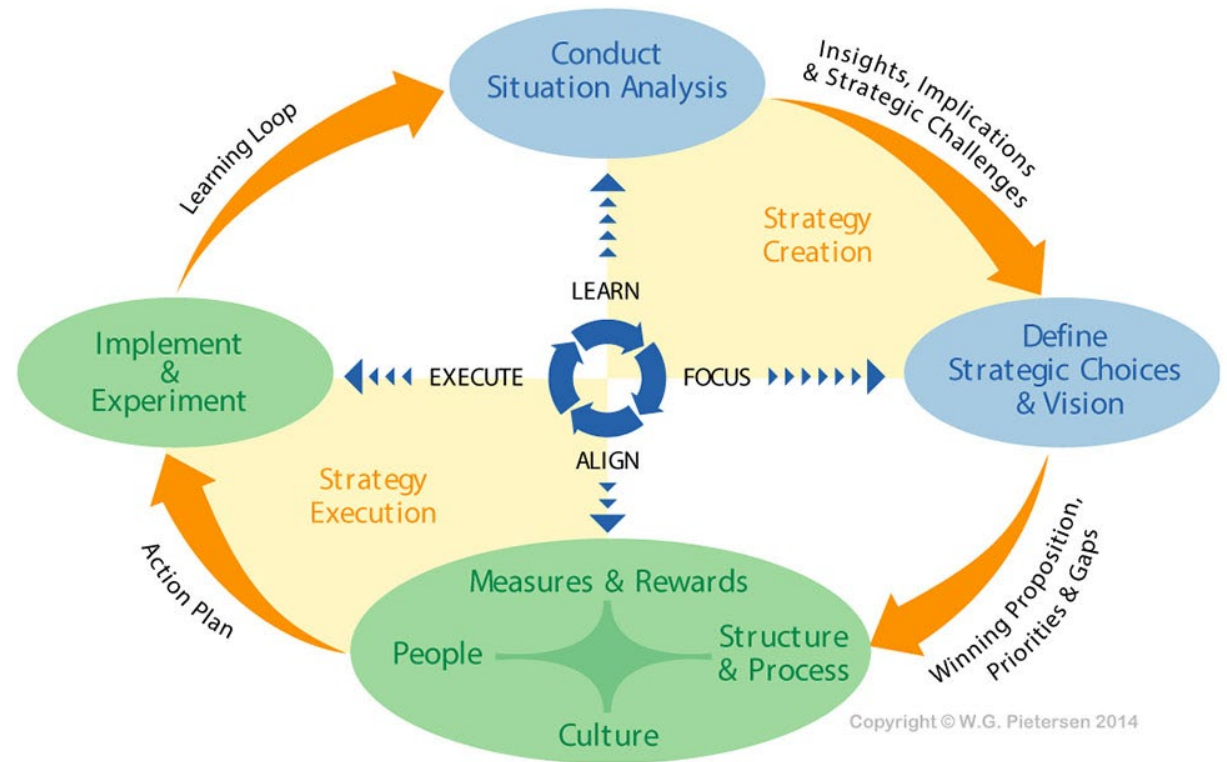 Conduct
Situation Analysis
Insights, Implications
& Strategic Challenges
Learning Loop
Strategy
Creation
LEARN
Implement
&
Experiment
EXECUTE
FOCUS
Define
Strategic Choices
& Vision
ALIGN
Strategy
Execution
Action Plan
Measures & Rewards
People
Structure
& Process
Culture
Winning Proposition,
Priorities & Gaps
Copyright © W.G. Pietersen 2014